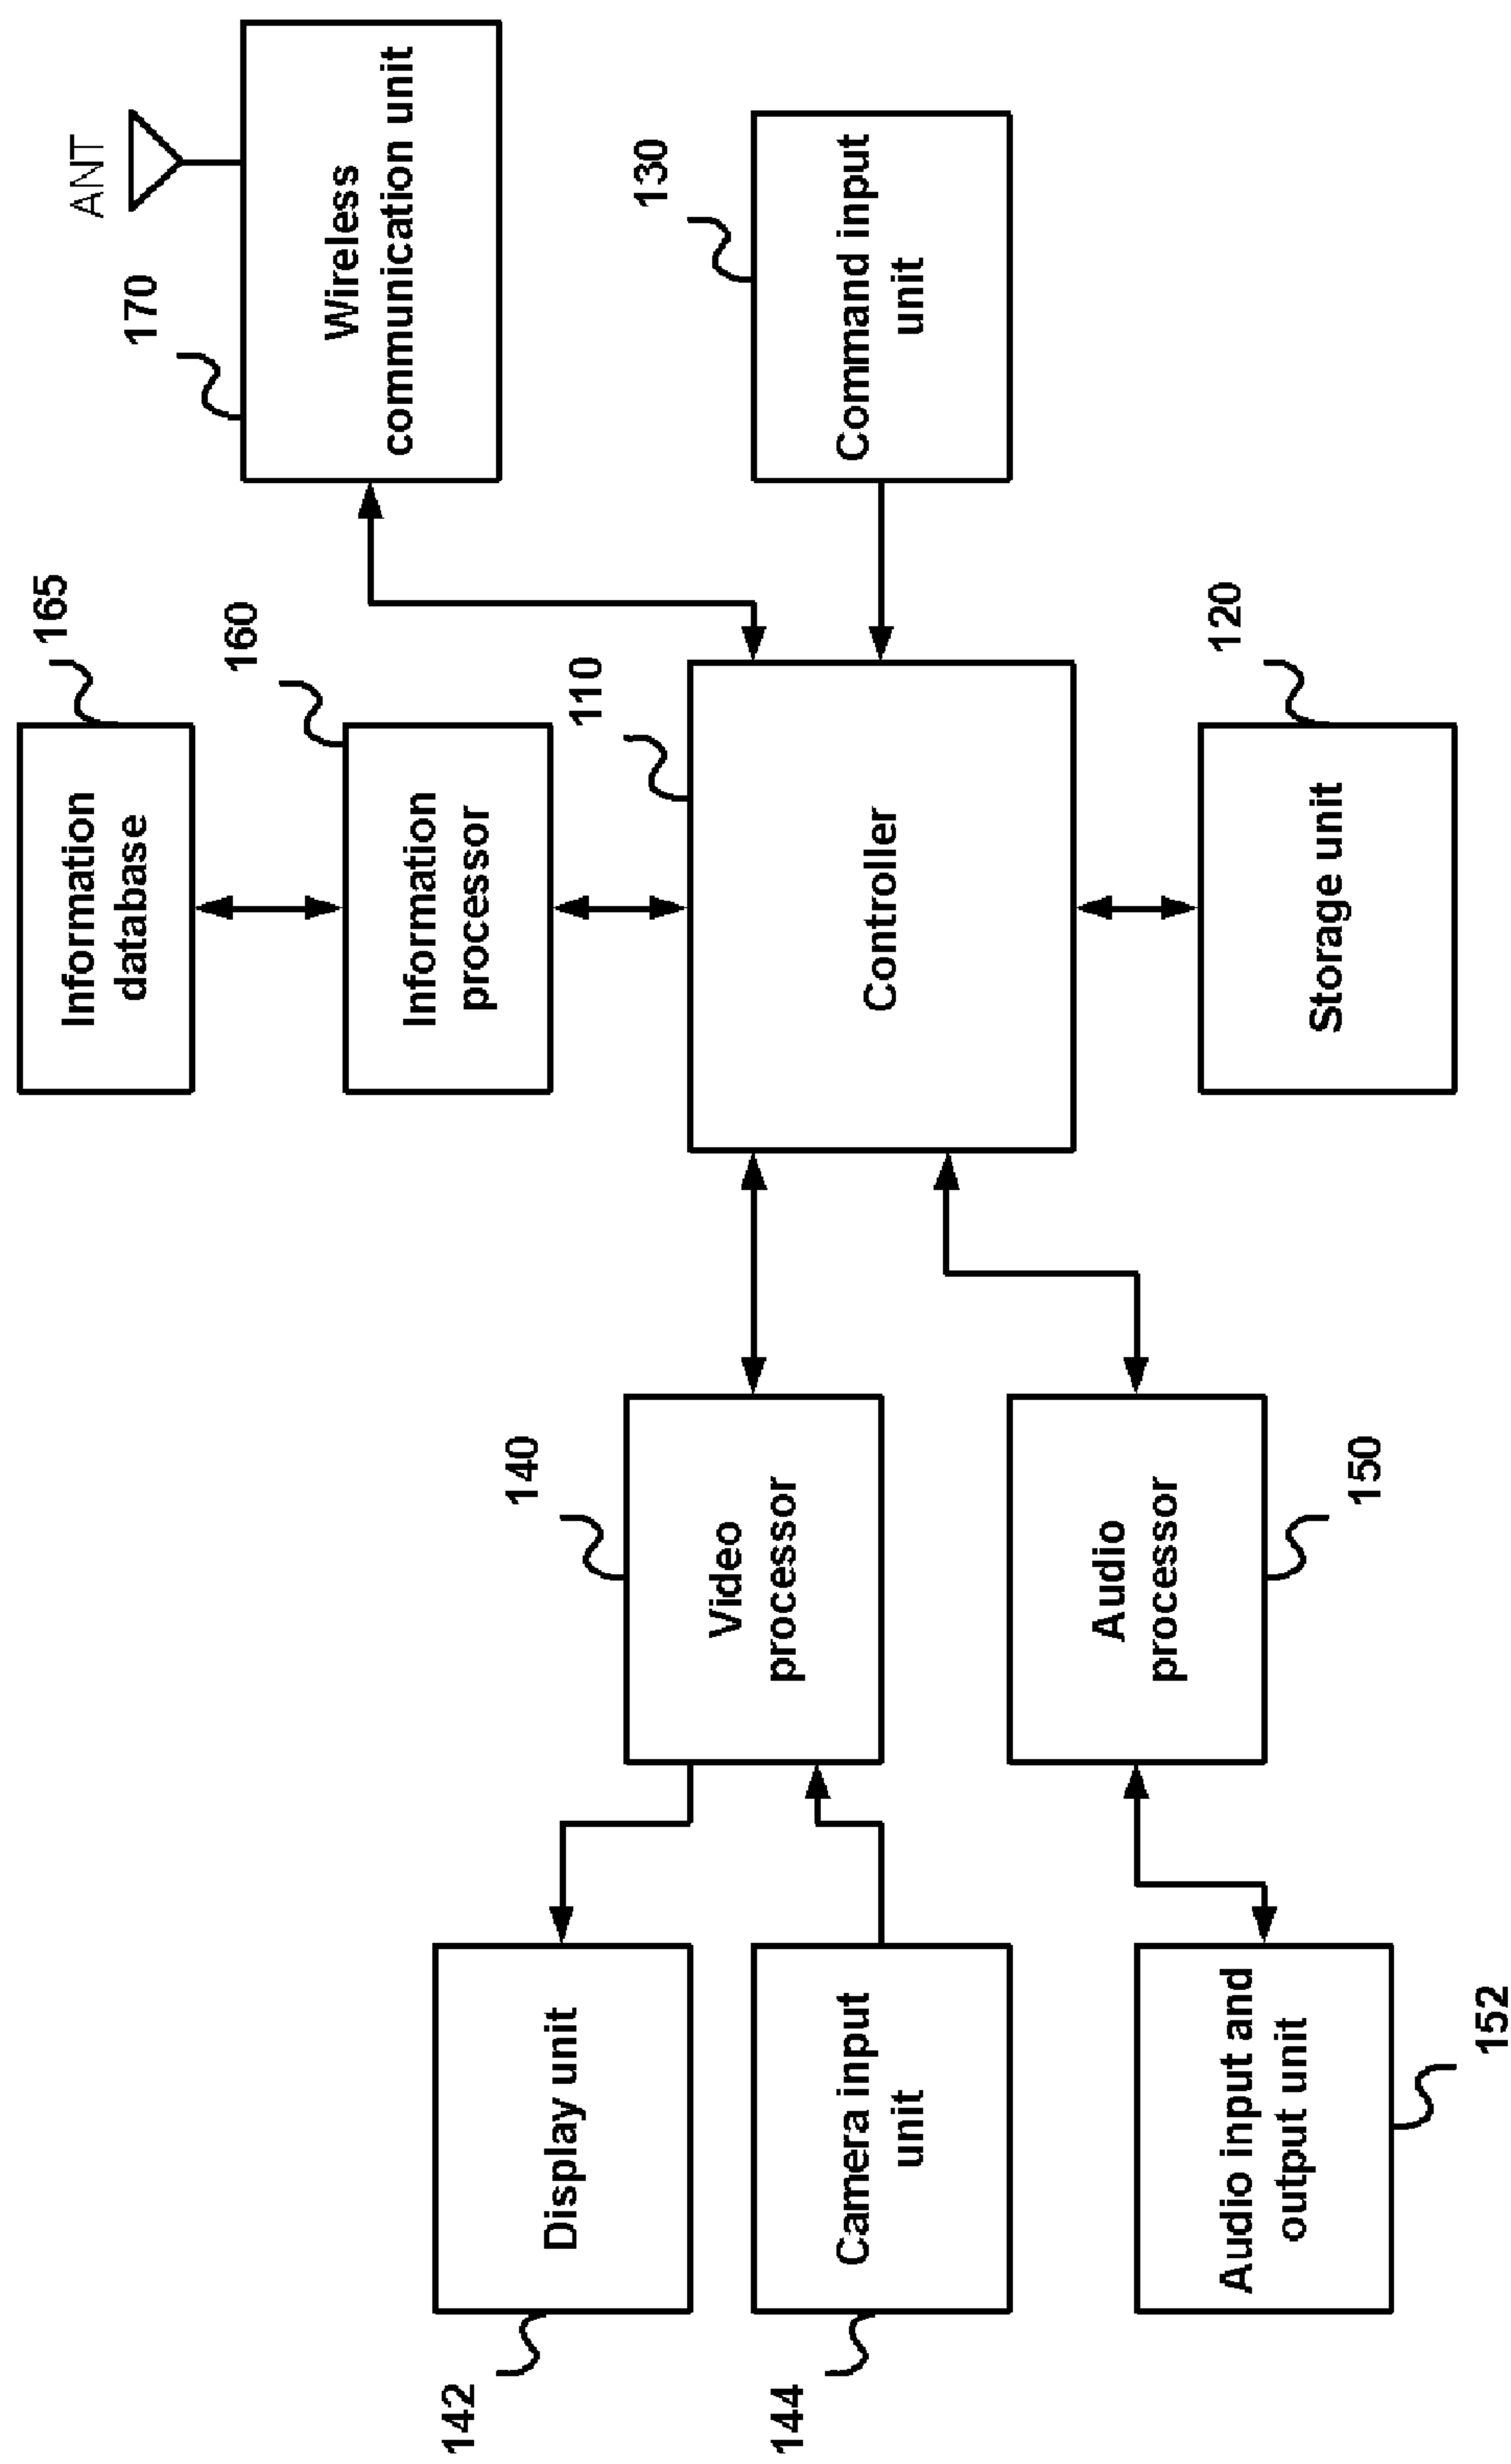 165
Information
database
ANT
170
Wireless
communication unit
160
Information
processor
140
142
Display unit
Video
processor
110
Controller
130
Command input
unit
144
Camera input
unit
Audio
processor
150
120
Storage unit
Audio input and
output unit
152